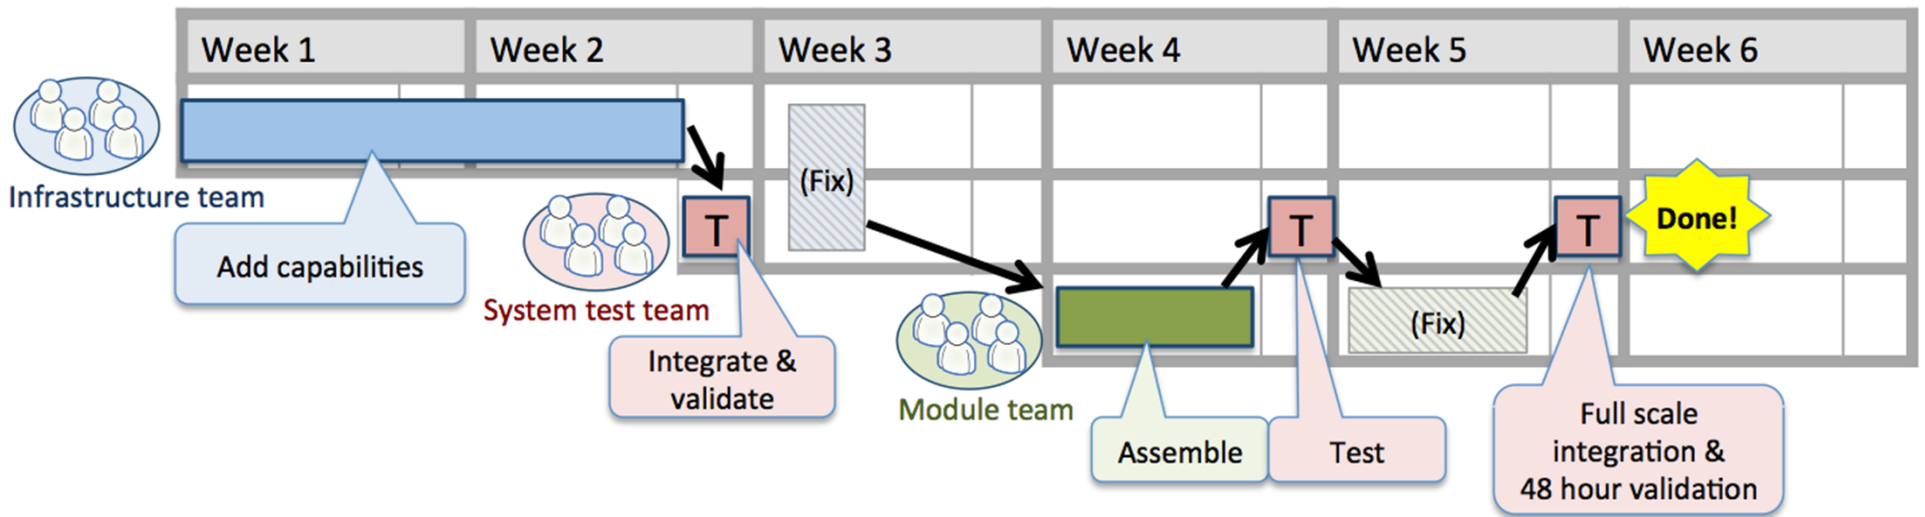 Week 1
Week 2
Week 3
Week 4
Week 5
Week 6
Infrastructure team
Add capabilities
(Fix)
T
System test team
Integrate &
validate
T
T
Done!
Module team
(Fix)
Assemble
Test
Full scale
integration &
48 hour validation